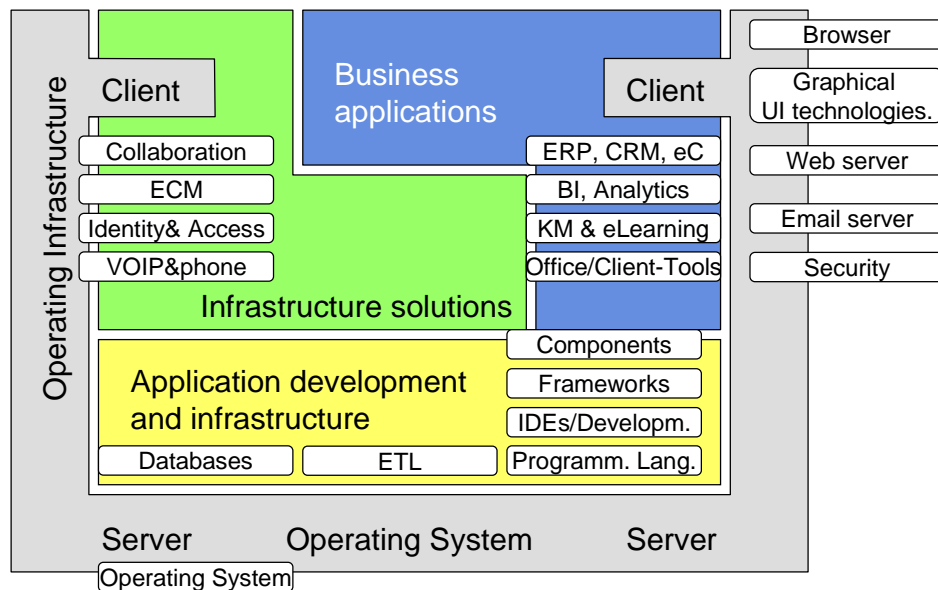 Browser
Business
applications
Client
Client
Graphical
UI technologies.
Operating Infrastructure
Collaboration
ERP, CRM, eC
Web server
ECM
BI, Analytics
Identity& Access
KM & eLearning
Email server
VOIP&phone
Office/Client-Tools
Security
Infrastructure solutions
Components
Application development
and infrastructure
Frameworks
IDEs/Developm.
Databases
ETL
Programm. Lang.
Server
Operating System
Server
Operating System